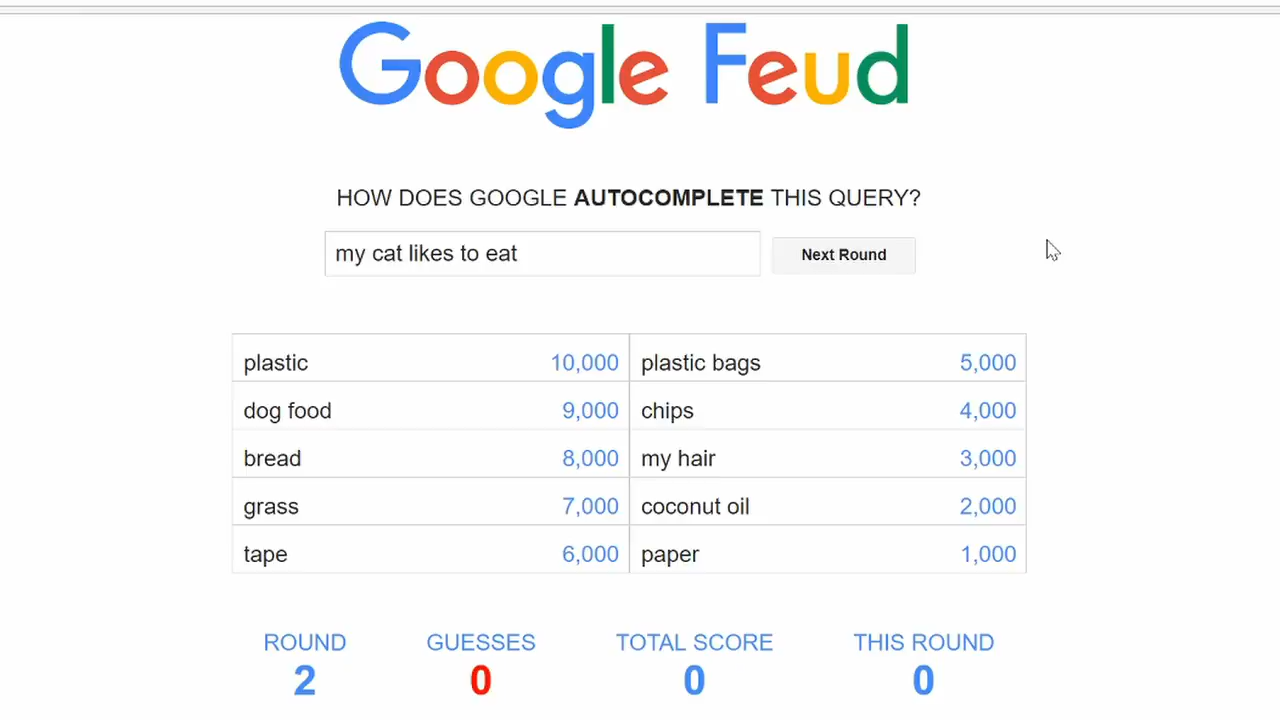 Google Feud
HOW DOES GOOGLE AUTOCOMPLETE THIS QUERY?
my cat likes to eat
Next Round
plastic 10,000 plastic bags 5,000
dog food 9,000 chips 4,000
bread 8,000 my hair 3,000
grass 7,000 coconut oil 2,000
tape 6,000 paper 1,000
ROUND GUESSES TOTAL SCORE THIS ROUND
2 0 0 0